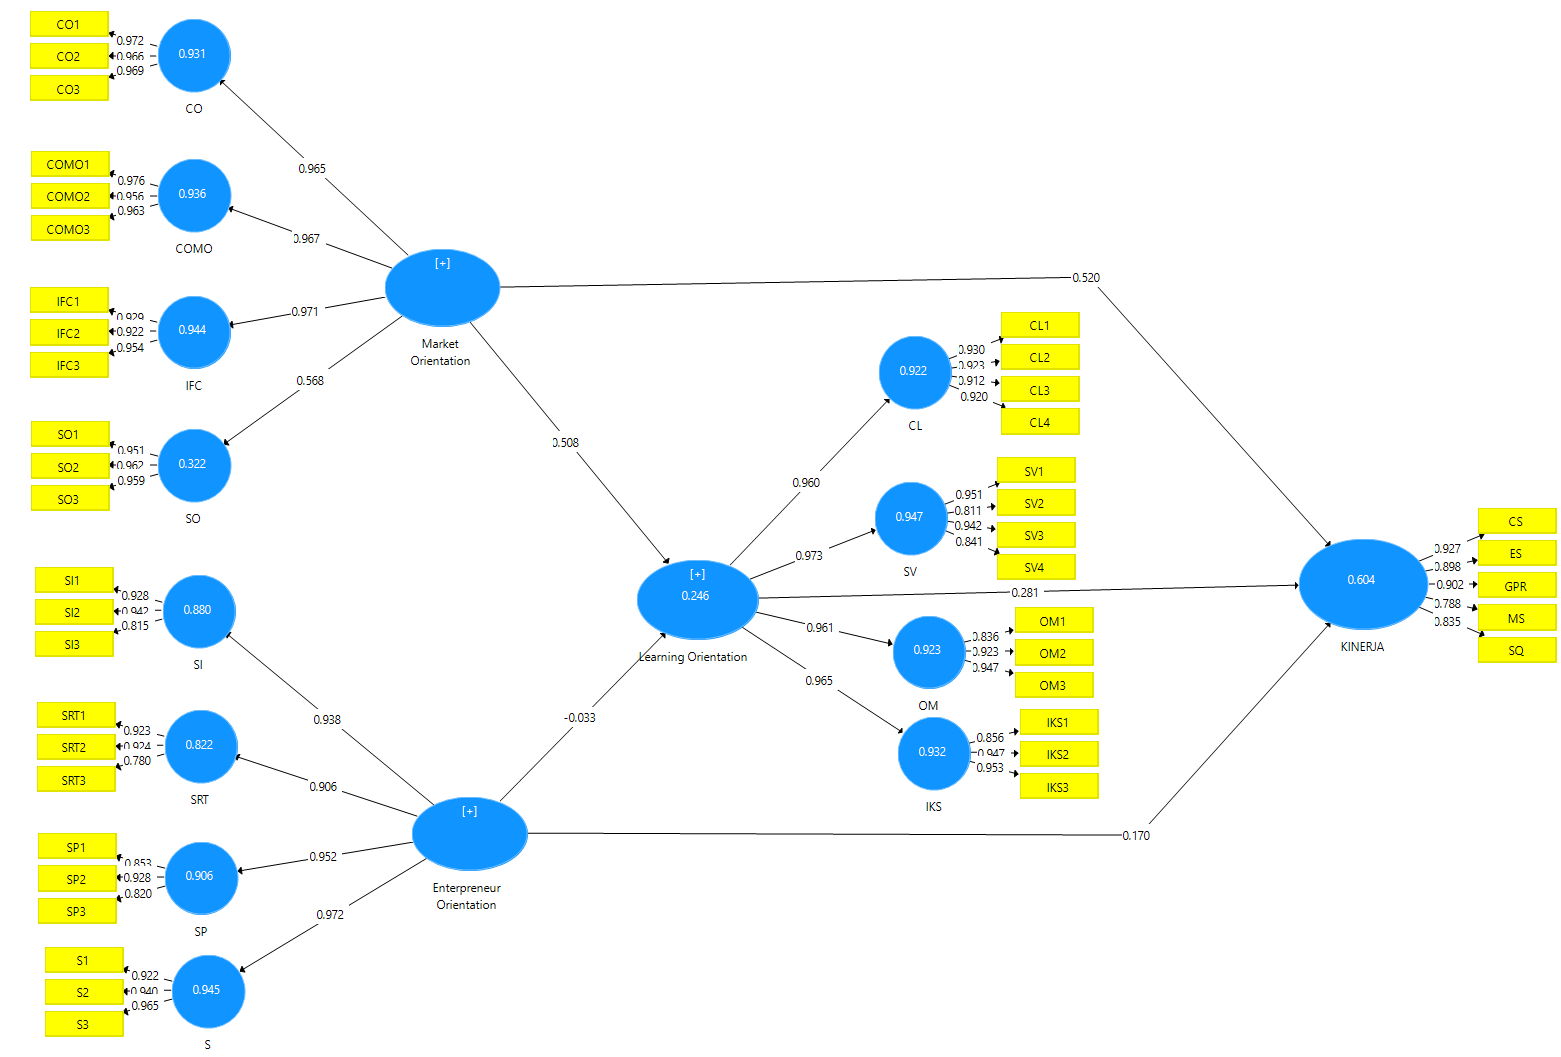 CO1
CO2
CO3
0.972
0.966
0.969
0.931
CO
0.965
COMO1
COMO2
COMO3
0.976
0.956
0.963
0.936
COMO
0.967
IFC1
IFC2
IFC3
0.929
0.922
0.954
0.944
IFC
0.971
SO1
SO2
SO3
0.951
0.962
0.959
0.322
SO
0.568
[+]
Market
Orientation
0.520
0.508
SI1
SI2
SI3
0.928
0.942
0.815
0.880
SI
0.938
SRT1
SRT2
SRT3
0.923
0.924
0.780
0.822
SRT
0.906
SP1
SP2
SP3
0.853
0.928
0.820
0.906
SP
0.952
S1
S2
S3
0.922
0.940
0.965
0.945
S
0.972
[+]
Enterpreneur
Orientation
-0.033
0.170
[+]
0.246
Learning Orientation
0.960
0.973
0.281
0.961
0.965
0.922
CL
0.930
0.923
0.912
0.920
CL1
CL2
CL3
CL4
0.947
SV
0.951
0.811
0.942
0.841
SV1
SV2
SV3
SV4
0.923
OM
0.836
0.923
0.947
OM1
OM2
OM3
0.932
IKS
0.856
0.947
0.953
IKS1
IKS2
IKS3
0.604
KINERJA
0.927
0.898
0.902
0.788
0.835
CS
ES
GPR
MS
SQ